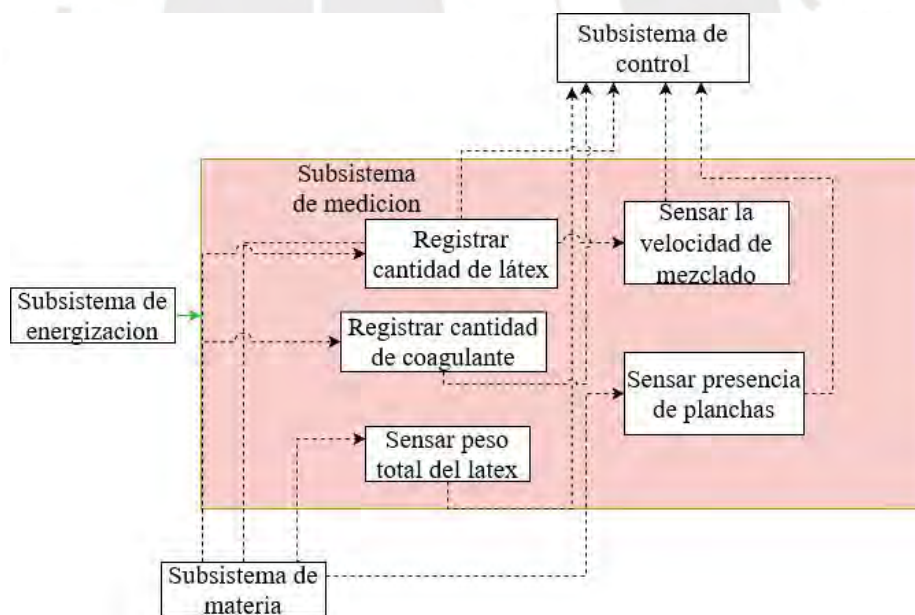 Subsistema de
control
Subsistema
de medicion
Registrar
cantidad de látex
Sensar la
velocidad de
mezclado
Subsistema de
energizacion
Registrar cantidad
de coagulante
Sensar presencia
de planchas
Sensar peso
total del latex
Subsistema de
materia